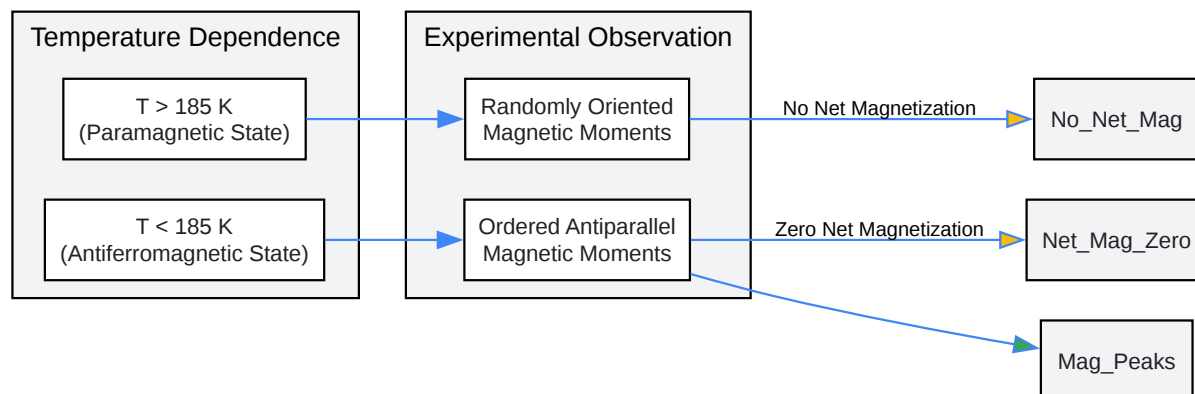 Temperature Dependence
Experimental Observation
T > 185 K
(Paramagnetic State)
Randomly Oriented
Magnetic Moments
No Net Magnetization
No_Net_Mag
T < 185 K
(Antiferromagnetic State)
Ordered Antiparallel
Magnetic Moments
Zero Net Magnetization
Net_Mag_Zero
Mag_Peaks